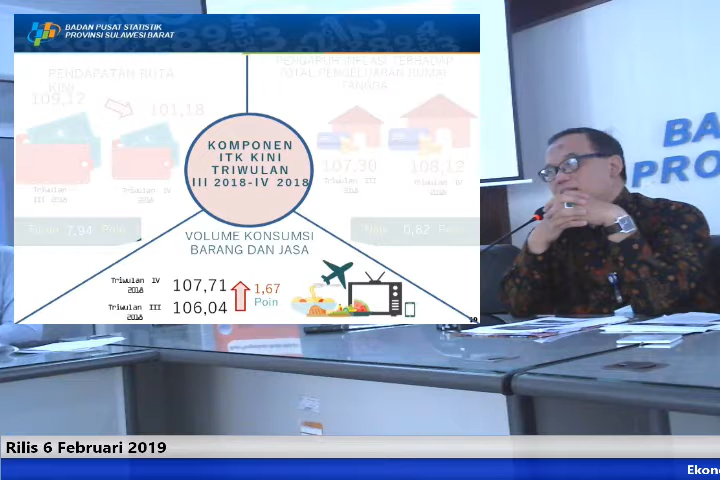 BADAN PUSAT STATISTIK
PROVINSI SULAWESI BARAT
PENDAPATAN RUTA
KINI
109,12
101,18
Triwulan
III 2018
Triwulan IV
2018
Turun 7,94 Poin
PENGARUH INFLASI TERHADAP
TOTAL PENGELUARAN RUMAH
TANGGA
107,30
108,12
Triwulan III
2018
Triwulan IV
2018
Naik 0,82 Poin
KOMPONEN
ITK KINI
TRIWULAN
III 2018-IV 2018
VOLUME KONSUMSI
BARANG DAN JASA
Triwulan IV
2018
107,71
Triwulan III
2018
106,04
1,67
Poin
19
BA
PRO
Rilis 6 Februari 2019
Ekono